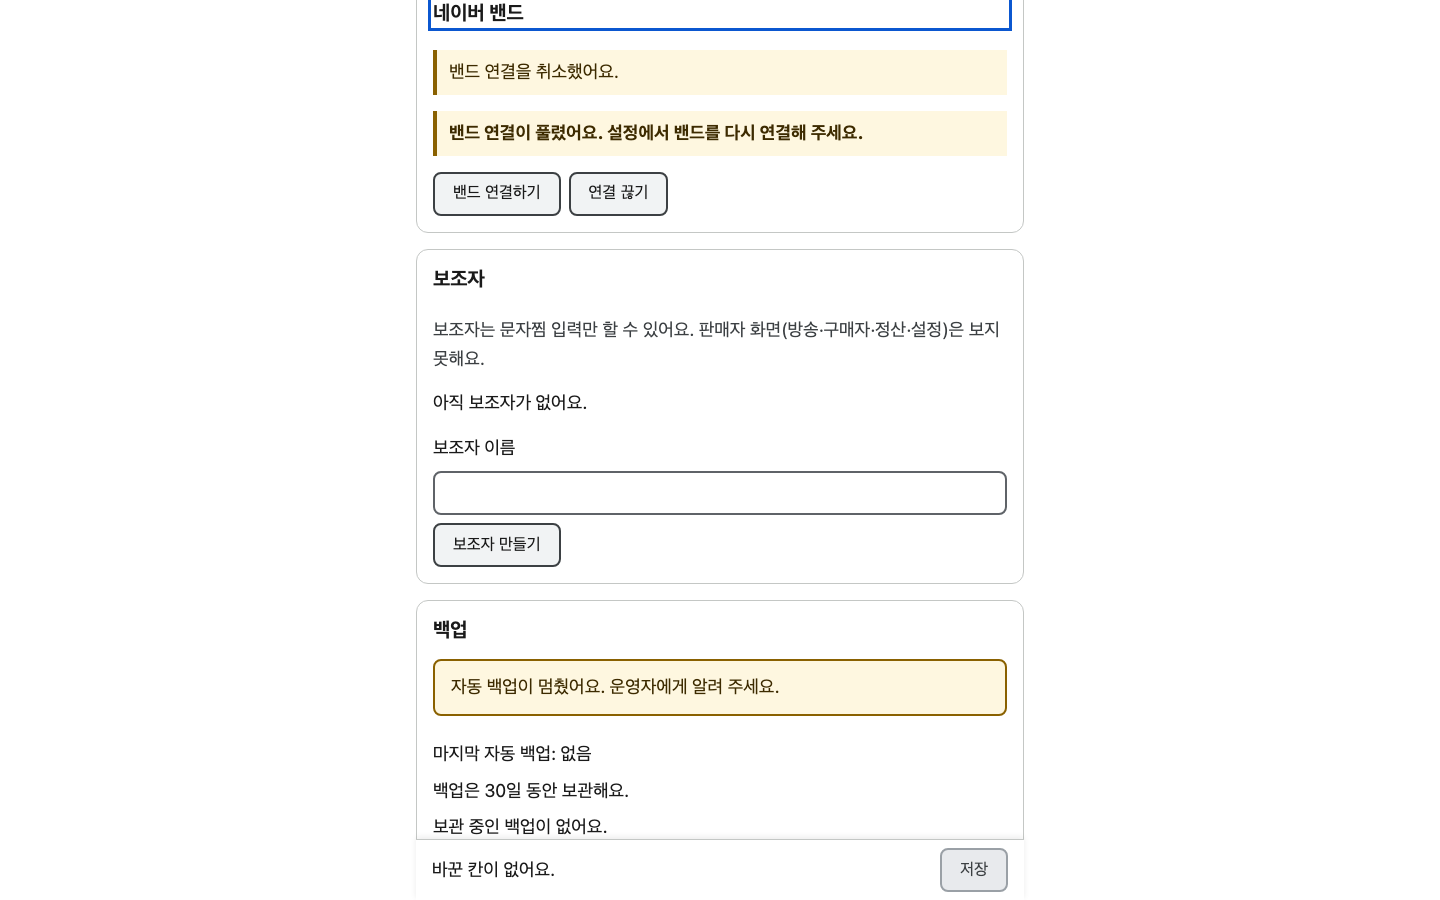 네이버 밴드
밴드 연결을 취소했어요.
밴드 연결이 풀렸어요. 설정에서 밴드를 다시 연결해 주세요.
밴드 연결하기
연결 끊기
보조자
보조자는 문자찜 입력만 할 수 있어요. 판매자 화면(방송·구매자·정산·설정)은 보지
못해요.
아직 보조자가 없어요.
보조자 이름
보조자 만들기
백업
자동 백업이 멈췄어요. 운영자에게 알려 주세요.
마지막 자동 백업: 없음
백업은 30일 동안 보관해요.
보관 중인 백업이 없어요.
바꾼 칸이 없어요.
저장